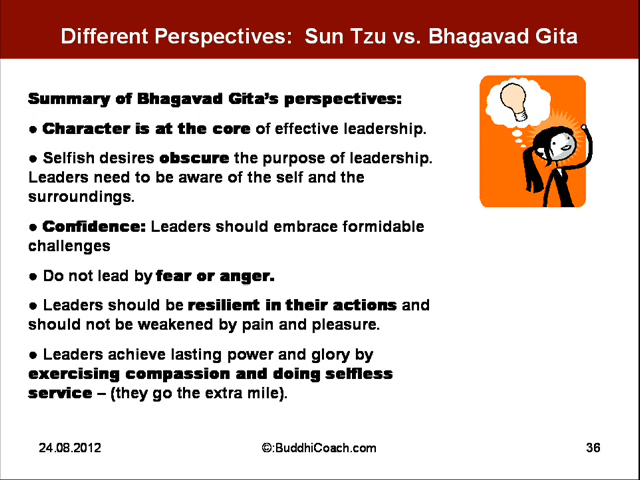 Different Perspectives: Sun Tzu vs. Bhagavad Gita
Summary of Bhagavad Gita's perspectives:
● Character is at the core of effective leadership.
● Selfish desires obscure the purpose of leadership.
Leaders need to be aware of the self and the
surroundings.
● Confidence: Leaders should embrace formidable
challenges
● Do not lead by fear or anger.
● Leaders should be resilient in their actions and
should not be weakened by pain and pleasure.
● Leaders achieve lasting power and glory by
exercising compassion and doing selfless
service – (they go the extra mile).
24.08.2012
©:BuddhiCoach.com
36